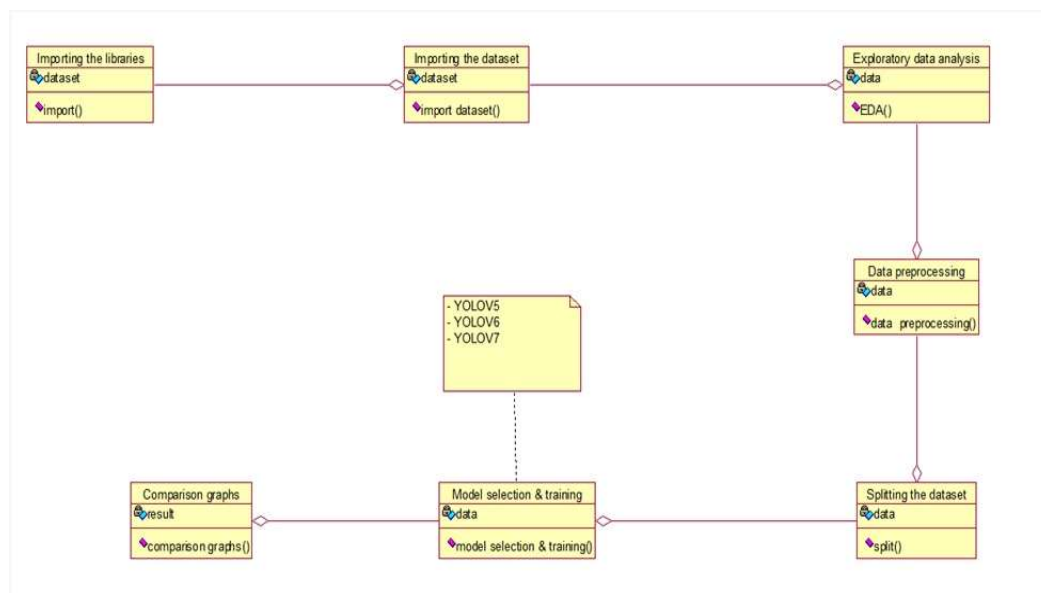 Importing the libraries
dataset
import()
Importing the dataset
dataset
import dataset()
Exploratory data analysis
data
EDA()
Data preprocessing
data
data preprocessing()
- YOLOV5
- YOLOV6
- YOLOV7
Comparison graphs
result
comparison graphs()
Model selection & training
data
model selection & training()
Splitting the dataset
data
split()